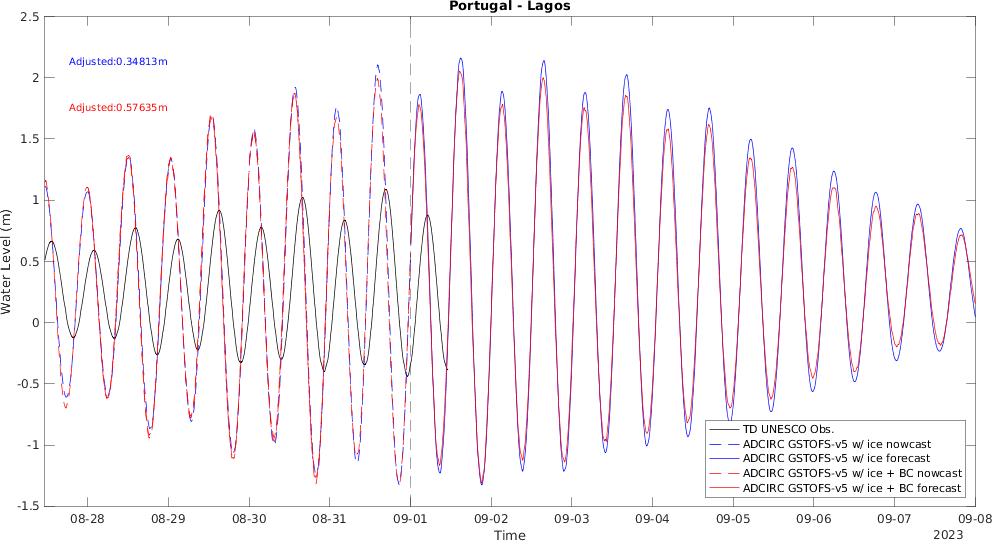 Portugal - Lagos
2.5
2
1.5
1
0.5
0
-0.5
-1
-1.5
Water Level (m)
Adjusted:0.34813m
Adjusted:0.57635m
TD UNESCO Obs.
ADCIRC GSTOFS-v5 w/ ice nowcast
ADCIRC GSTOFS-v5 w/ ice forecast
ADCIRC GSTOFS-v5 w/ ice + BC nowcast
ADCIRC GSTOFS-v5 w/ ice + BC forecast
08-28 08-29 08-30 08-31 09-01 09-02 09-03 09-04 09-05 09-06 09-07 09-08
Time
2023